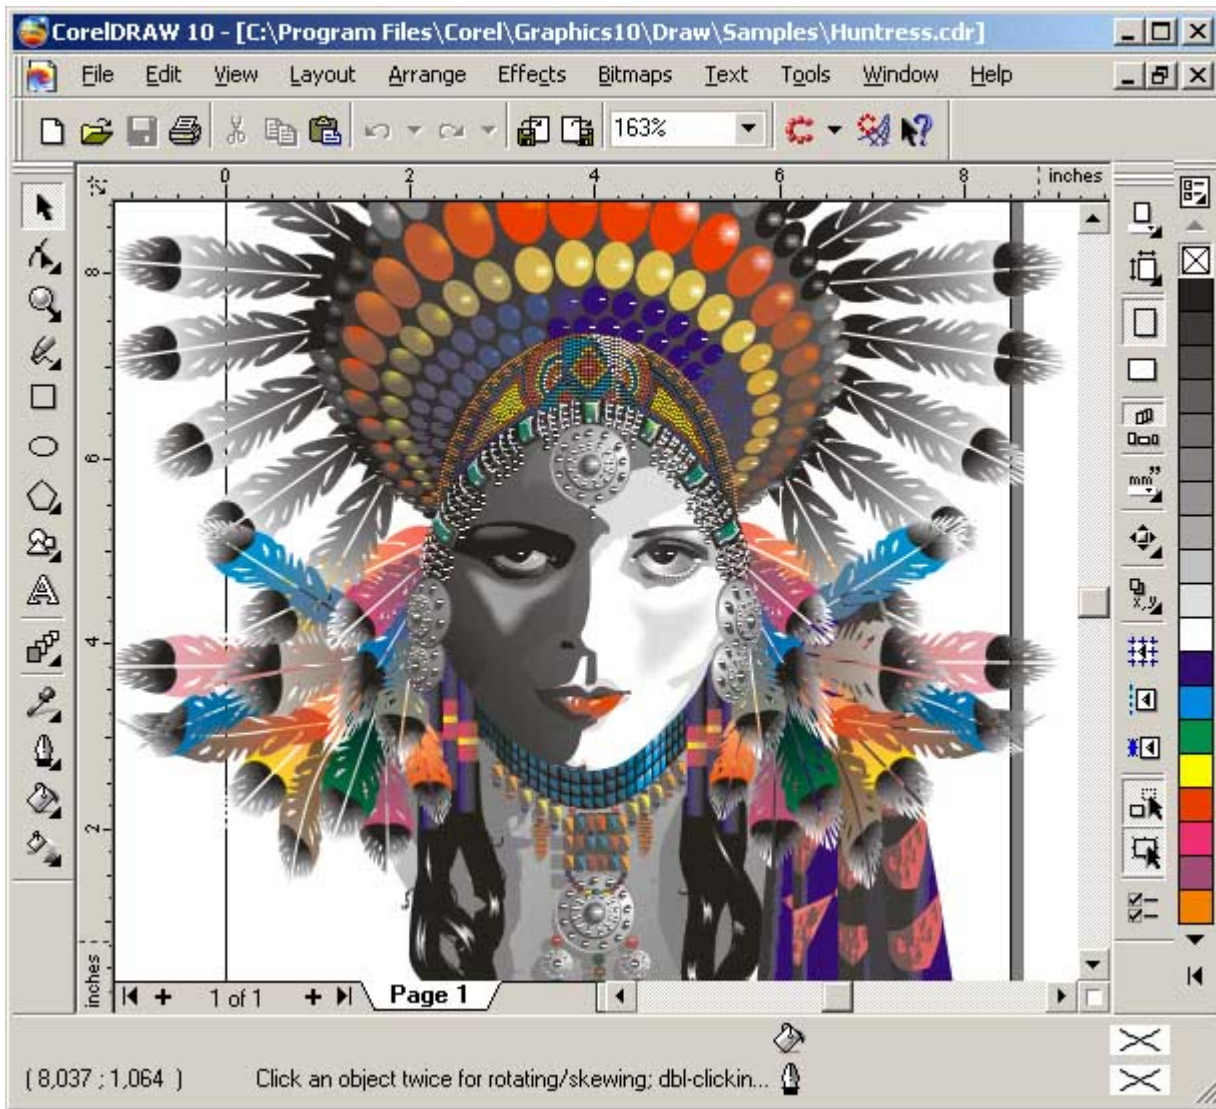 CorelDRAW 10 - [C:\Program Files\Corel\Graphics10\Draw\Samples\Huntress.cdr]
File Edit View Layout Arrange Effects Bitmaps Text Tools Window Help
163%
0 2 4 6 8 inches
8
6
4
2
inches
mm"
x,y
1 of 1 Page 1
( 8,037 ; 1,064 ) Click an object twice for rotating/skewing; dbl-clickin...